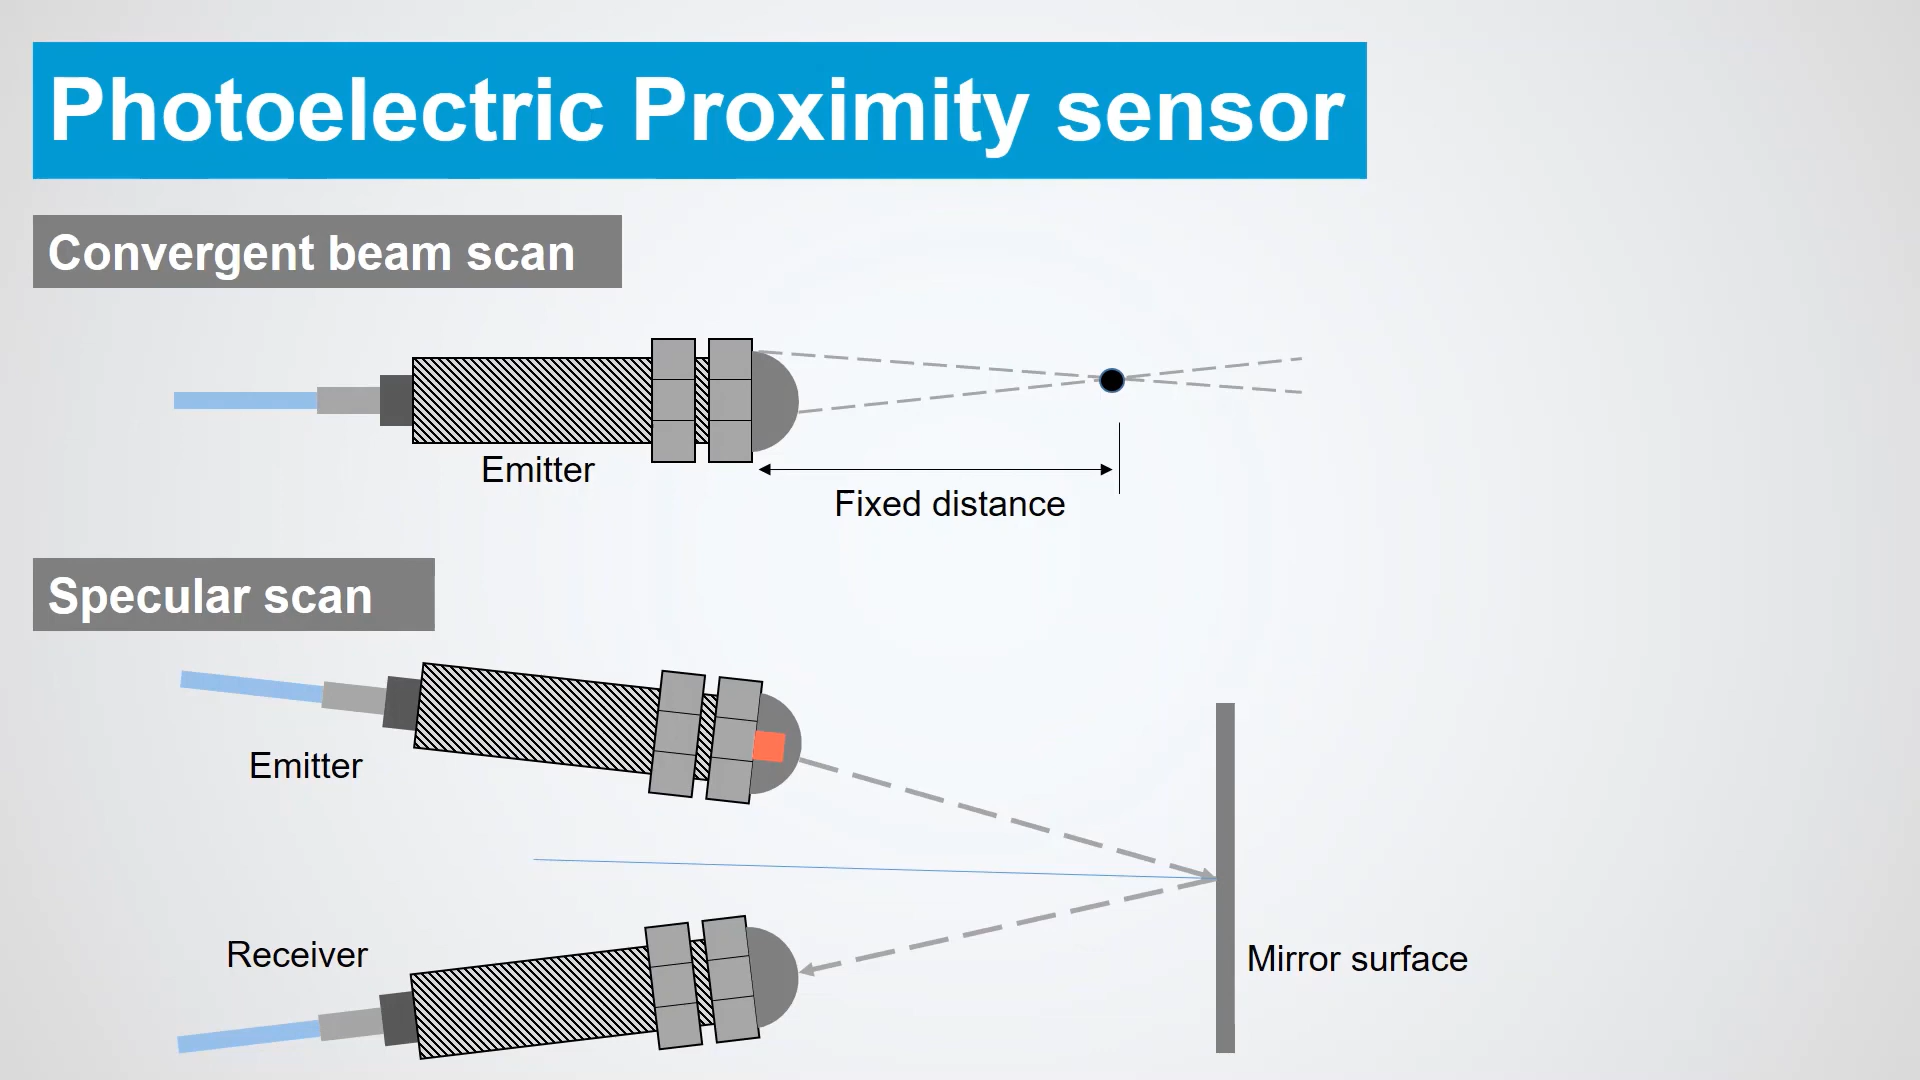 Photoelectric Proximity sensor
Convergent beam scan
Emitter
Fixed distance
Specular scan
Emitter
Receiver
Mirror surface